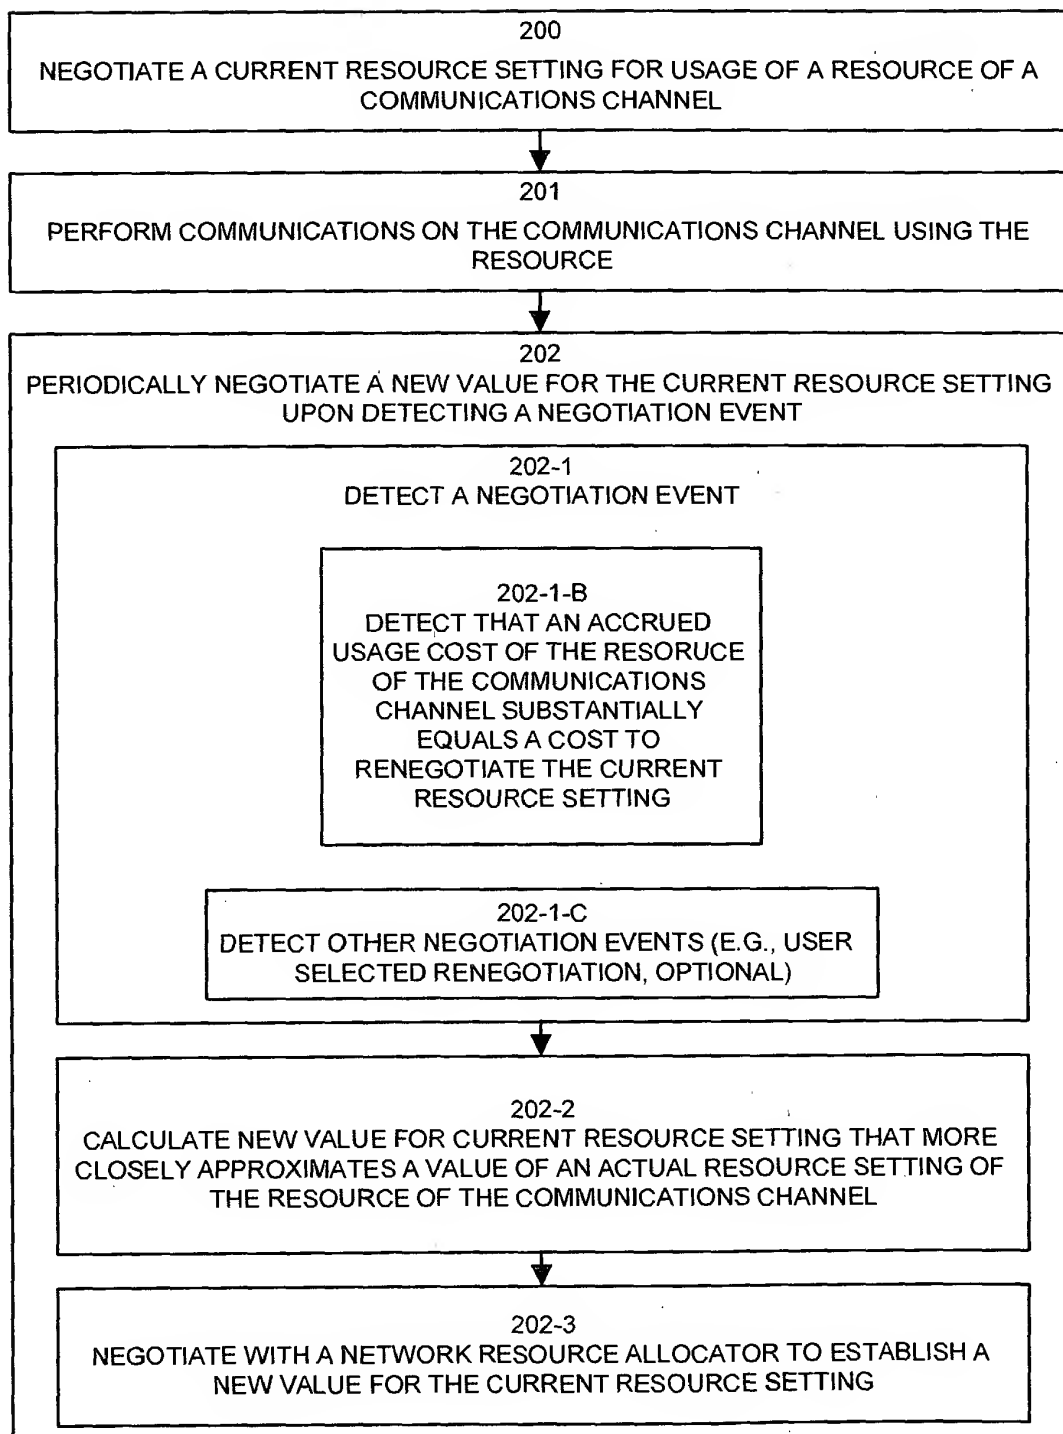 200
NEGOTIATE A CURRENT RESOURCE SETTING FOR USAGE OF A RESOURCE OF A
COMMUNICATIONS CHANNEL
201
PERFORM COMMUNICATIONS ON THE COMMUNICATIONS CHANNEL USING THE
RESOURCE
202
PERIODICALLY NEGOTIATE A NEW VALUE FOR THE CURRENT RESOURCE SETTING
UPON DETECTING A NEGOTIATION EVENT
202-1
DETECT A NEGOTIATION EVENT
202-1-B
DETECT THAT AN ACCRUED
USAGE COST OF THE RESORUCE
OF THE COMMUNICATIONS
CHANNEL SUBSTANTIALLY
EQUALS A COST TO
RENEGOTIATE THE CURRENT
RESOURCE SETTING
202-1-C
DETECT OTHER NEGOTIATION EVENTS (E.G., USER
SELECTED RENEGOTIATION, OPTIONAL)
202-2
CALCULATE NEW VALUE FOR CURRENT RESOURCE SETTING THAT MORE
CLOSELY APPROXIMATES A VALUE OF AN ACTUAL RESOURCE SETTING OF
THE RESOURCE OF THE COMMUNICATIONS CHANNEL
202-3
NEGOTIATE WITH A NETWORK RESOURCE ALLOCATOR TO ESTABLISH A
NEW VALUE FOR THE CURRENT RESOURCE SETTING